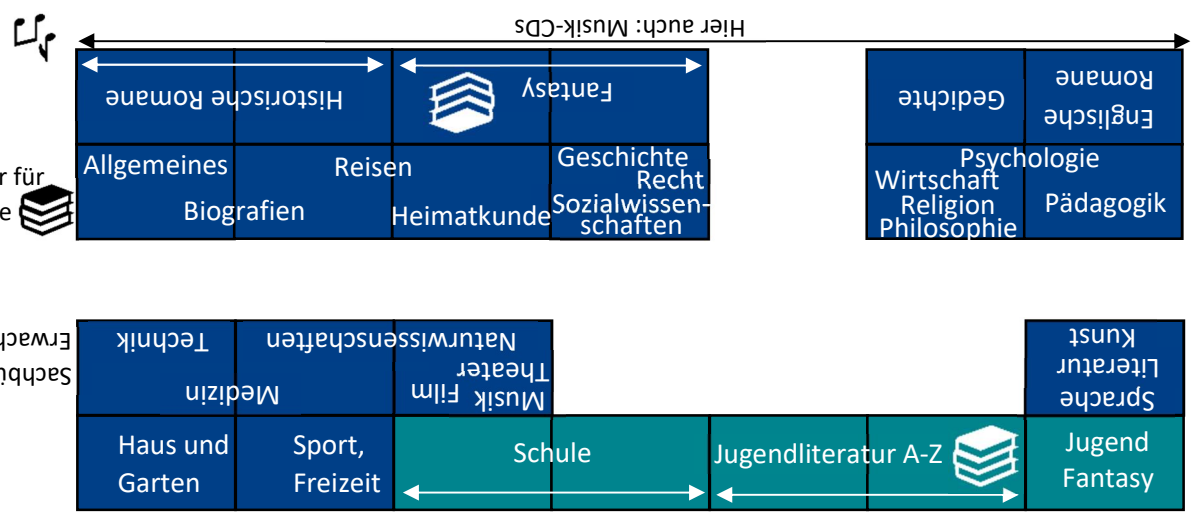 Hier auch: Musik-CDs
Historische Romane
Fantasy
Gedichte
Englische
Romane
Allgemeines
Reisen
Biografien
Heimatkunde
Geschichte
Recht
Sozialwissen-
schaften
Psychologie
Wirtschaft
Religion
Philosophie
Pädagogik
r für
e
Technik
Naturwissenschaften
Medizin
Musik Film
Theater
Sprache
Literatur
Kunst
Haus und
Garten
Sport,
Freizeit
Schule
Jugendliteratur A-Z
Jugend
Fantasy